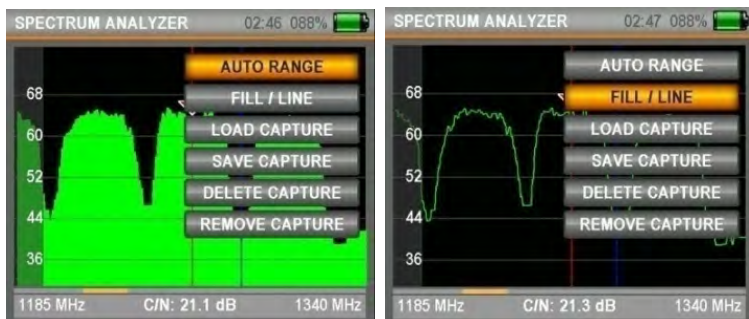 SPECTRUM ANALYZER 02:46 088%
AUTO RANGE
FILL / LINE
LOAD CAPTURE
SAVE CAPTURE
DELETE CAPTURE
REMOVE CAPTURE
68
60
52
44
36
1185 MHz C/N: 21.1 dB 1340 MHz
SPECTRUM ANALYZER 02:47 088%
AUTO RANGE
FILL / LINE
LOAD CAPTURE
SAVE CAPTURE
DELETE CAPTURE
REMOVE CAPTURE
68
60
52
44
36
1185 MHz C/N: 21.3 dB 1340 MHz